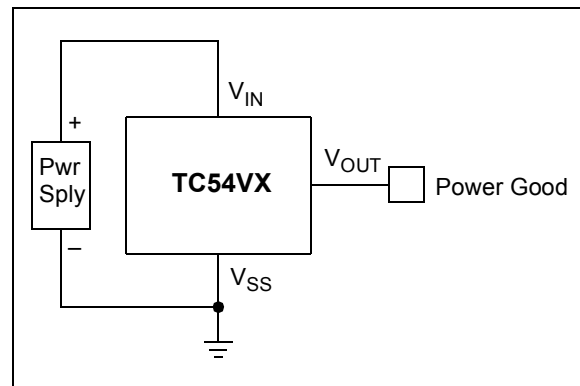 V_IN
+
Pwr
Sply
–
TC54VX
V_OUT
Power Good
V_SS